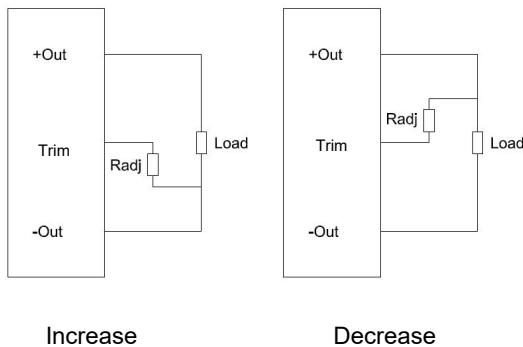 +Out
Trim
Radj
Load
-Out
Increase
+Out
Radj
Trim
Load
-Out
Decrease